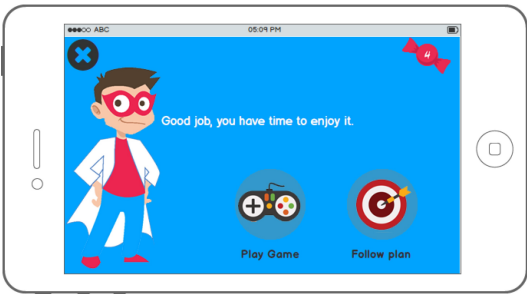 ABC 05:09 PM
4
Good job, you have time to enjoy it.
Play Game Follow plan